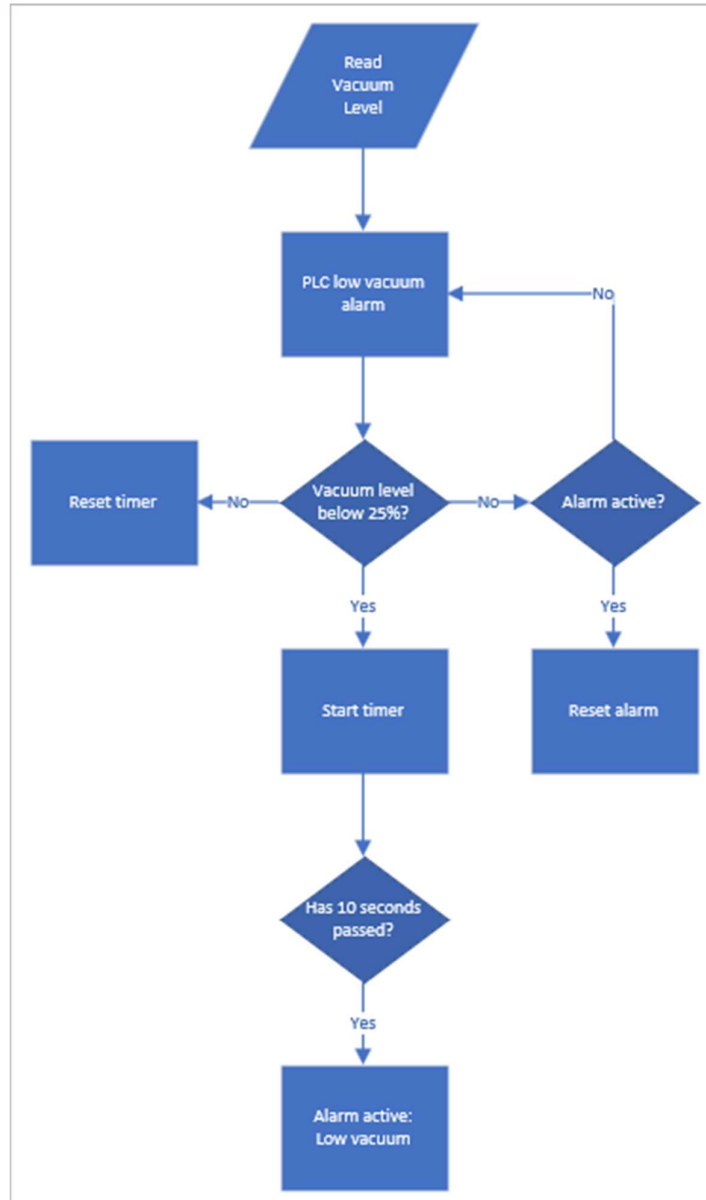 Read
Vacuum
Level
PLC low vacuum
alarm
No
Reset timer
No
Vacuum level
below 25%?
No
Alarm active?
Yes
Yes
Start timer
Reset alarm
Has 10 seconds
passed?
Yes
Alarm active:
Low vacuum